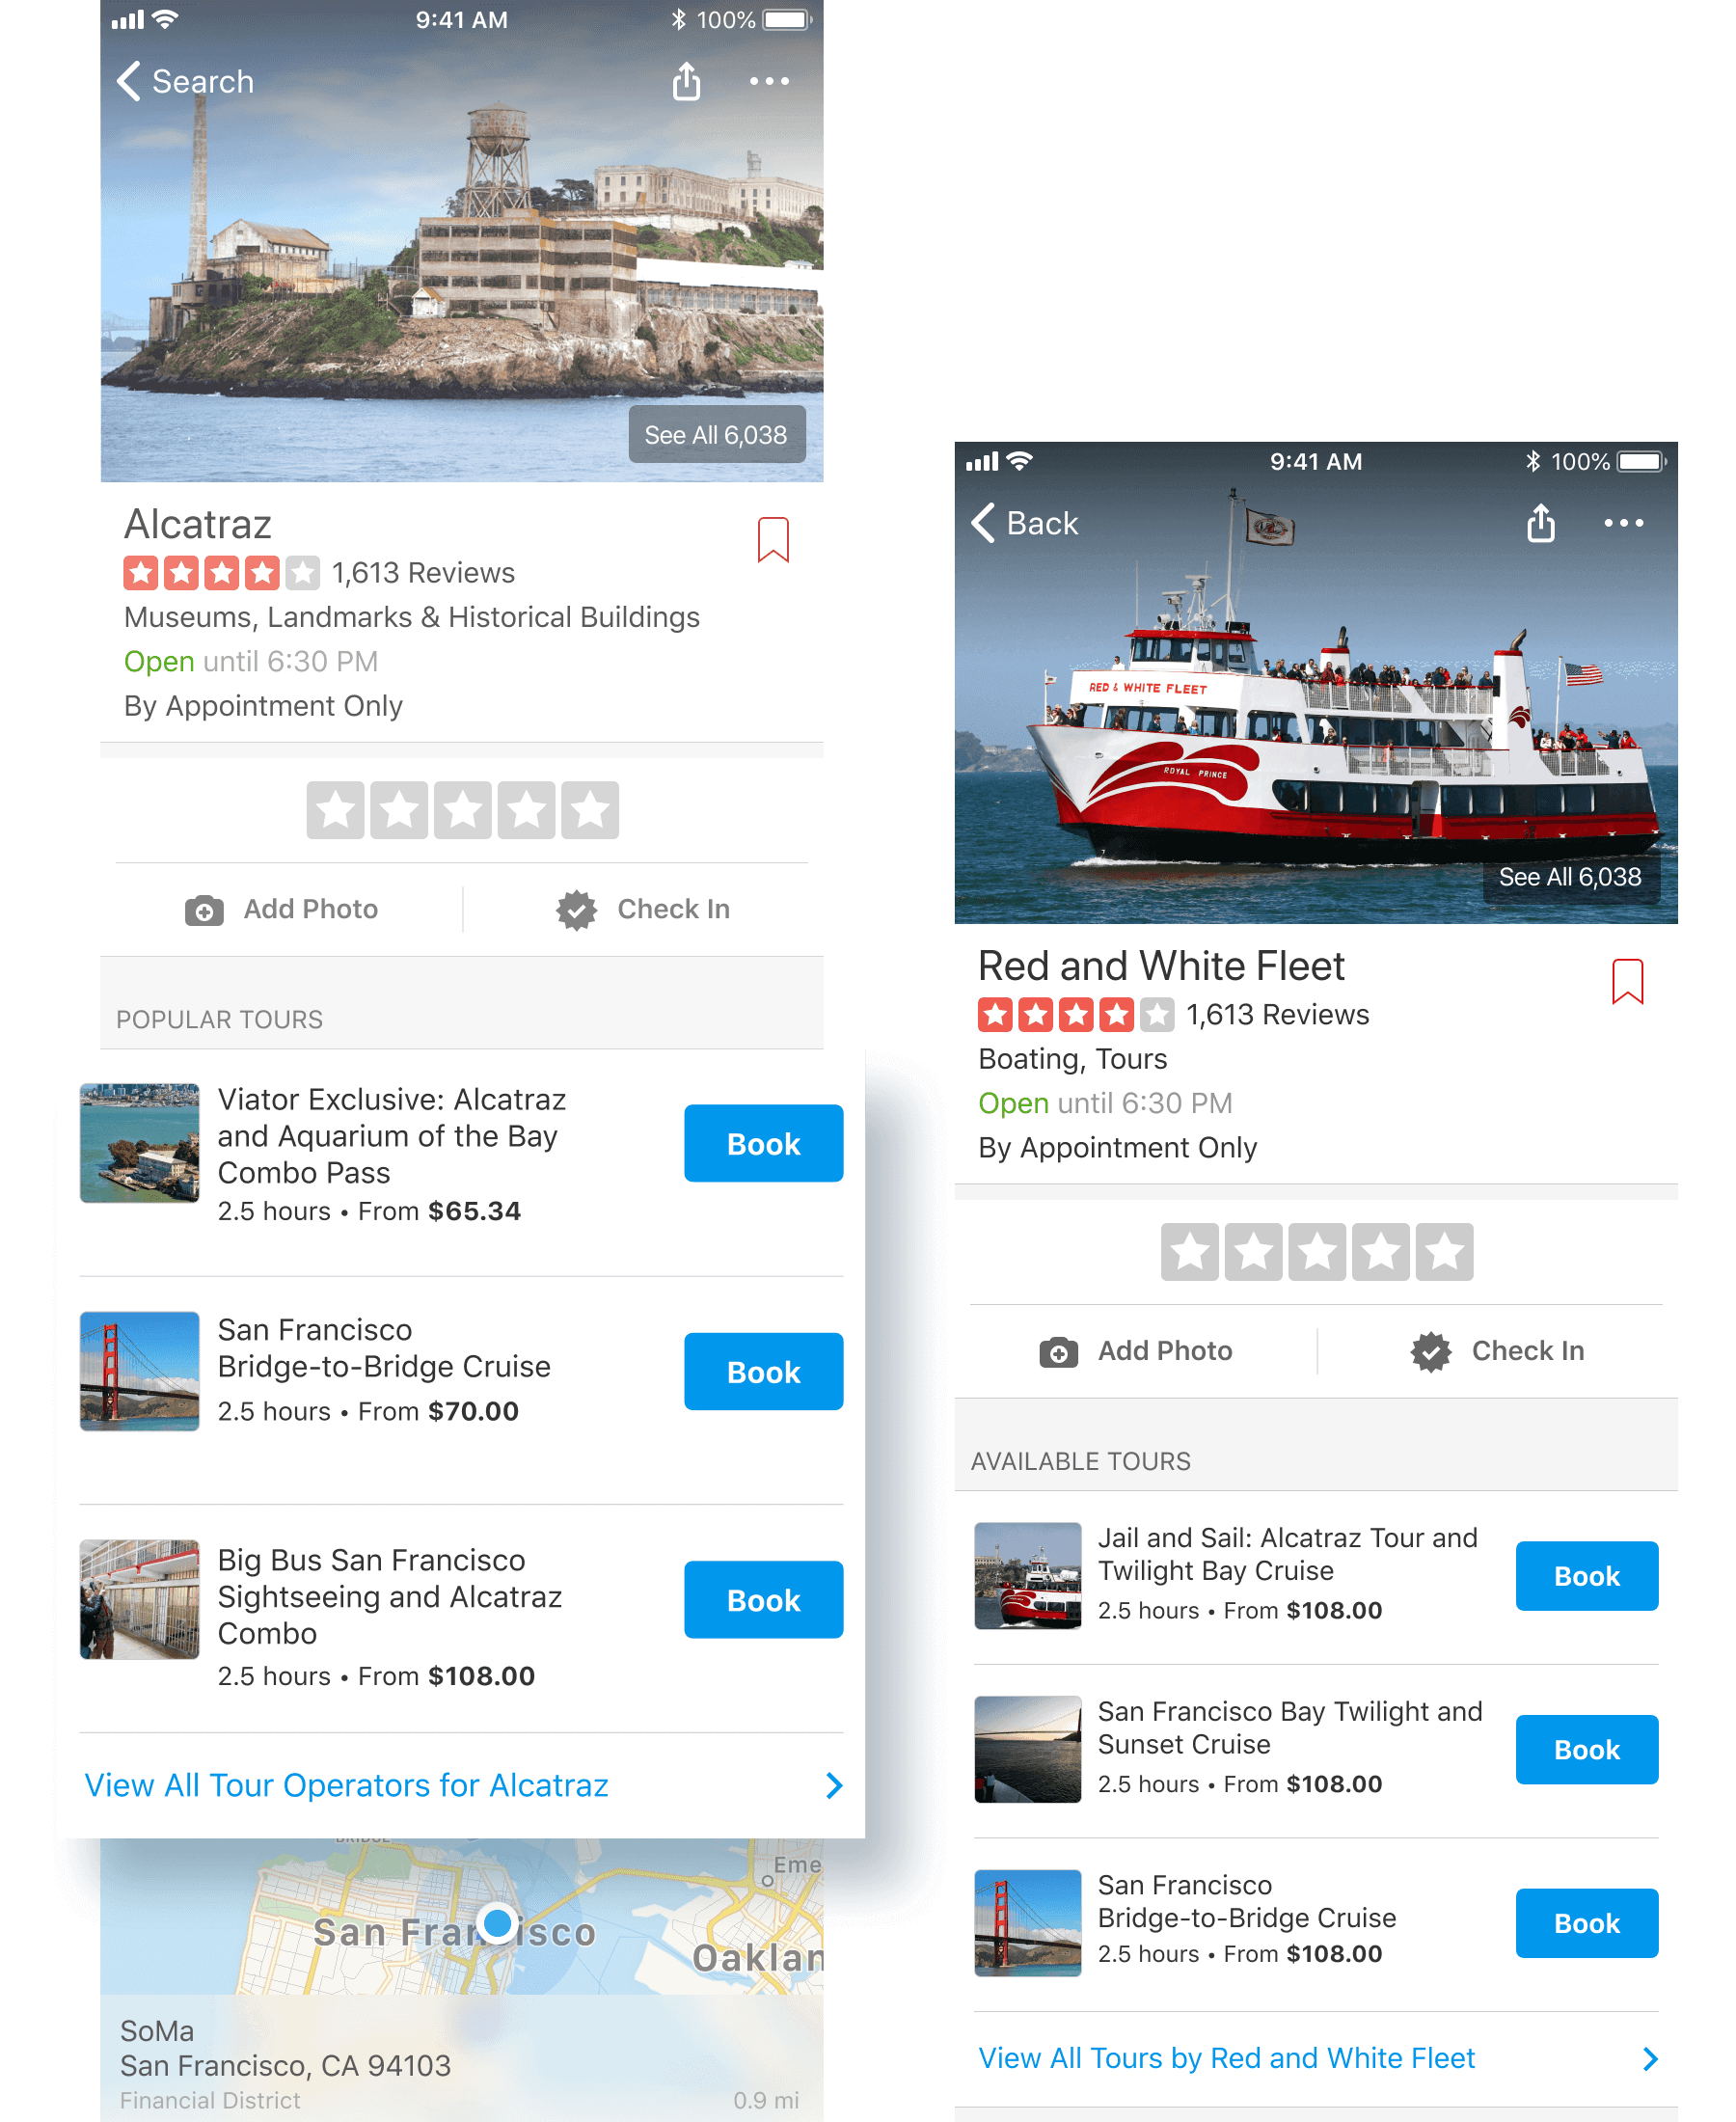 9:41 AM
100%
Search
See All 6,038
Alcatraz
1,613 Reviews
Museums, Landmarks & Historical Buildings
Open until 6:30 PM
By Appointment Only
Add Photo
Check In
POPULAR TOURS
Viator Exclusive: Alcatraz
and Aquarium of the Bay
Combo Pass
2.5 hours • From $65.34
Book
San Francisco
Bridge-to-Bridge Cruise
2.5 hours • From $70.00
Book
Big Bus San Francisco
Sightseeing and Alcatraz
Combo
2.5 hours • From $108.00
Book
View All Tour Operators for Alcatraz
Eme
San Francisco
Oaklan
SoMa
San Francisco, CA 94103
Financial District
0.9 mi
9:41 AM
100%
Back
RED & WHITE FLEET
ROYAL PRINCE
See All 6,038
Red and White Fleet
1,613 Reviews
Boating, Tours
Open until 6:30 PM
By Appointment Only
Add Photo
Check In
AVAILABLE TOURS
Jail and Sail: Alcatraz Tour and
Twilight Bay Cruise
2.5 hours • From $108.00
Book
San Francisco Bay Twilight and
Sunset Cruise
2.5 hours • From $108.00
Book
San Francisco
Bridge-to-Bridge Cruise
2.5 hours • From $108.00
Book
View All Tours by Red and White Fleet